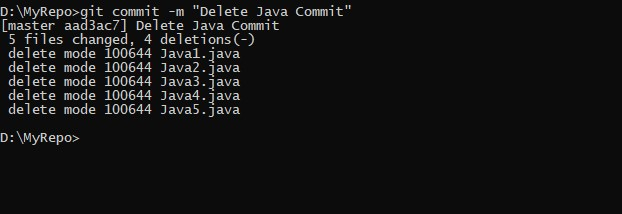 D:\MyRepo>git commit -m "Delete Java Commit"
[master aad3ac7] Delete Java Commit
 5 files changed, 4 deletions(-)
 delete mode 100644 Java1.java
 delete mode 100644 Java2.java
 delete mode 100644 Java3.java
 delete mode 100644 Java4.java
 delete mode 100644 Java5.java
D:\MyRepo>